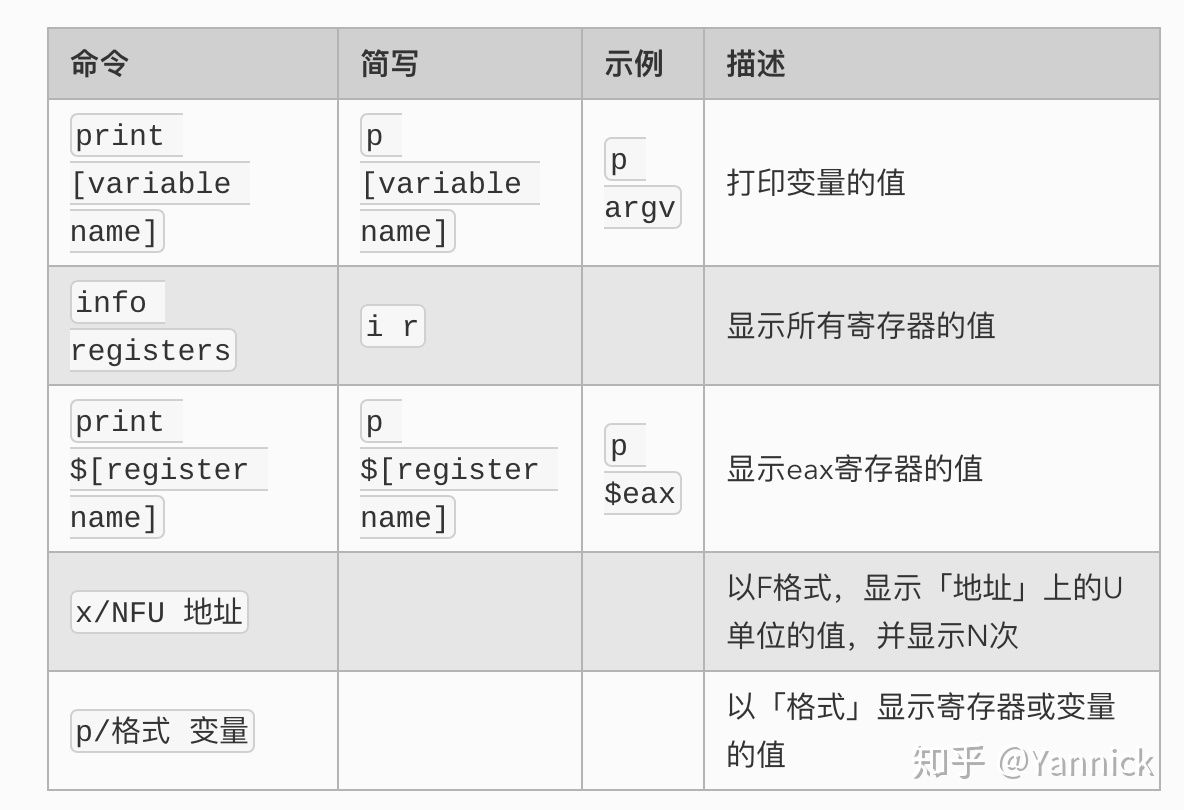 命令 简写 示例 描述
print
[variable
name]
p
[variable
name]
p
argv
打印变量的值
info
registers
i r
显示所有寄存器的值
print
$[register
name]
p
$[register
name]
p
$eax
显示eax寄存器的值
x/NFU 地址
以F格式，显示「地址」上的U
单位的值，并显示N次
p/格式 变量
以「格式」显示寄存器或变量
的值
知乎 @Yannick